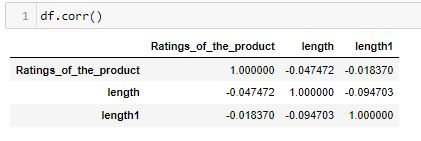 1 df.corr()
Ratings_of_the_product length length1
Ratings_of_the_product 1.000000 -0.047472 -0.018370
length -0.047472 1.000000 -0.094703
length1 -0.018370 -0.094703 1.000000